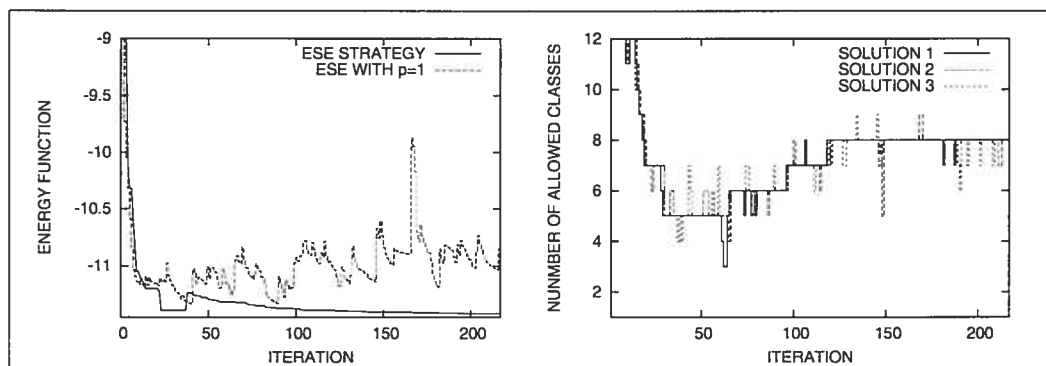 -9
-9.5
-10
-10.5
-11
ENERGY FUNCTION
ESE STRATEGY
ESE WITH p=1
0
50
100
150
200
ITERATION
12
10
8
6
4
2
NUNMBER OF ALLOWED CLASSES
SOLUTION 1
SOLUTION 2
SOLUTION 3
50
100
150
200
ITERATION